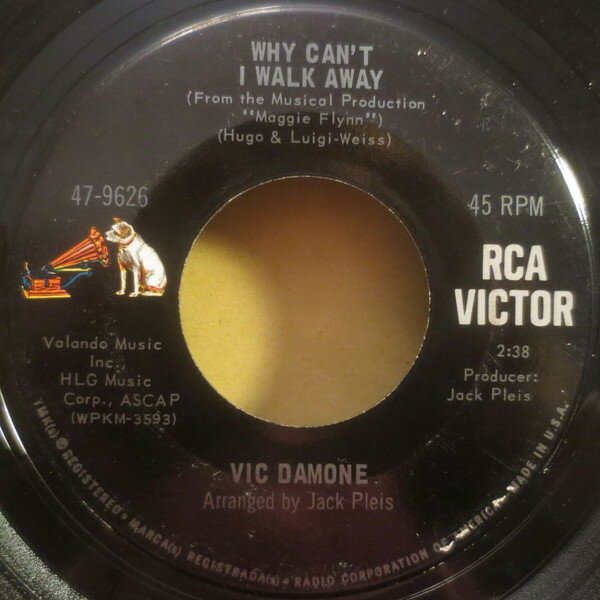 WHY CAN'T
I WALK AWAY
(From the Musical Production
"Maggie Flynn")
(Hugo & Luigi-Weiss)
47-9626
45 RPM
RCA
VICTOR
Valando Music
Inc.,
HLG Music
Corp., ASCAP
(WPKM-3593)
2:38
Producer:
Jack Pleis
VIC DAMONE
Arranged by Jack Pleis
TMK(s) ® REGISTERED • MARCA(s) REGISTRADA(s) – RADIO CORPORATION OF AMERICA – MADE IN U.S.A.